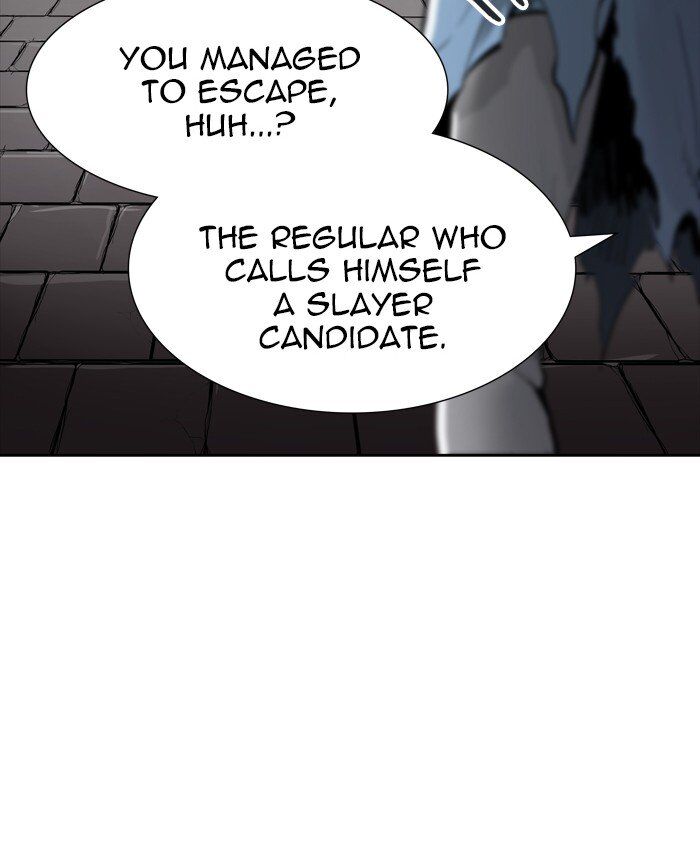 YOU MANAGED
TO ESCAPE,
HUH...?
THE REGULAR WHO
CALLS HIMSELF
A SLAYER
CANDIDATE.